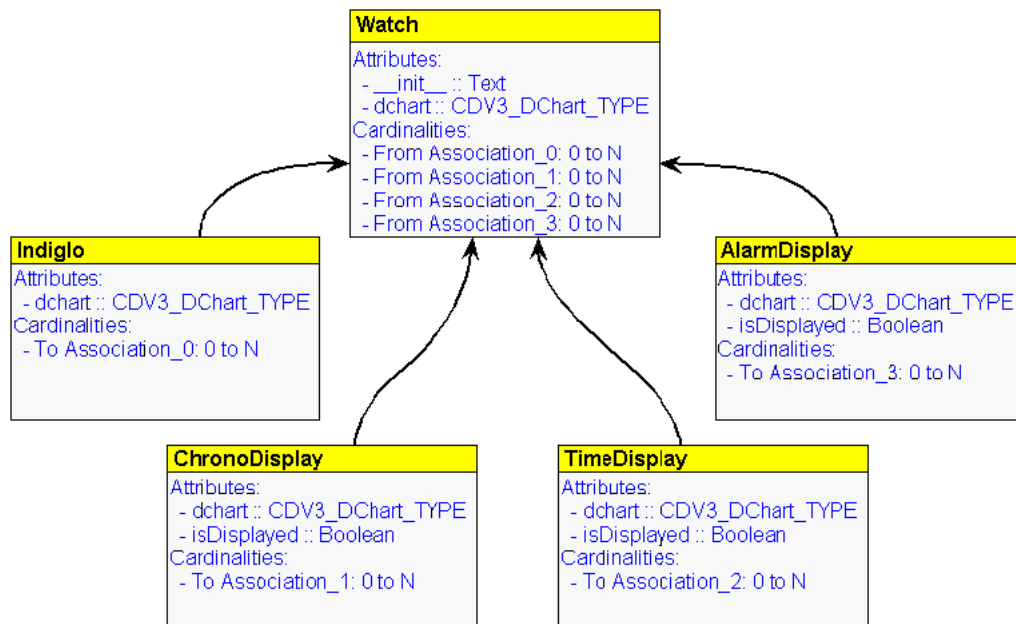 Watch
Attributes:
- __init__ :: Text
- dchart :: CDV3_DChart_TYPE
Cardinalities:
- From Association_0: 0 to N
- From Association_1: 0 to N
- From Association_2: 0 to N
- From Association_3: 0 to N
Indiglo
Attributes:
- dchart :: CDV3_DChart_TYPE
Cardinalities:
- To Association_0: 0 to N
AlarmDisplay
Attributes:
- dchart :: CDV3_DChart_TYPE
- isDisplayed :: Boolean
Cardinalities:
- To Association_3: 0 to N
ChronoDisplay
Attributes:
- dchart :: CDV3_DChart_TYPE
- isDisplayed :: Boolean
Cardinalities:
- To Association_1: 0 to N
TimeDisplay
Attributes:
- dchart :: CDV3_DChart_TYPE
- isDisplayed :: Boolean
Cardinalities:
- To Association_2: 0 to N